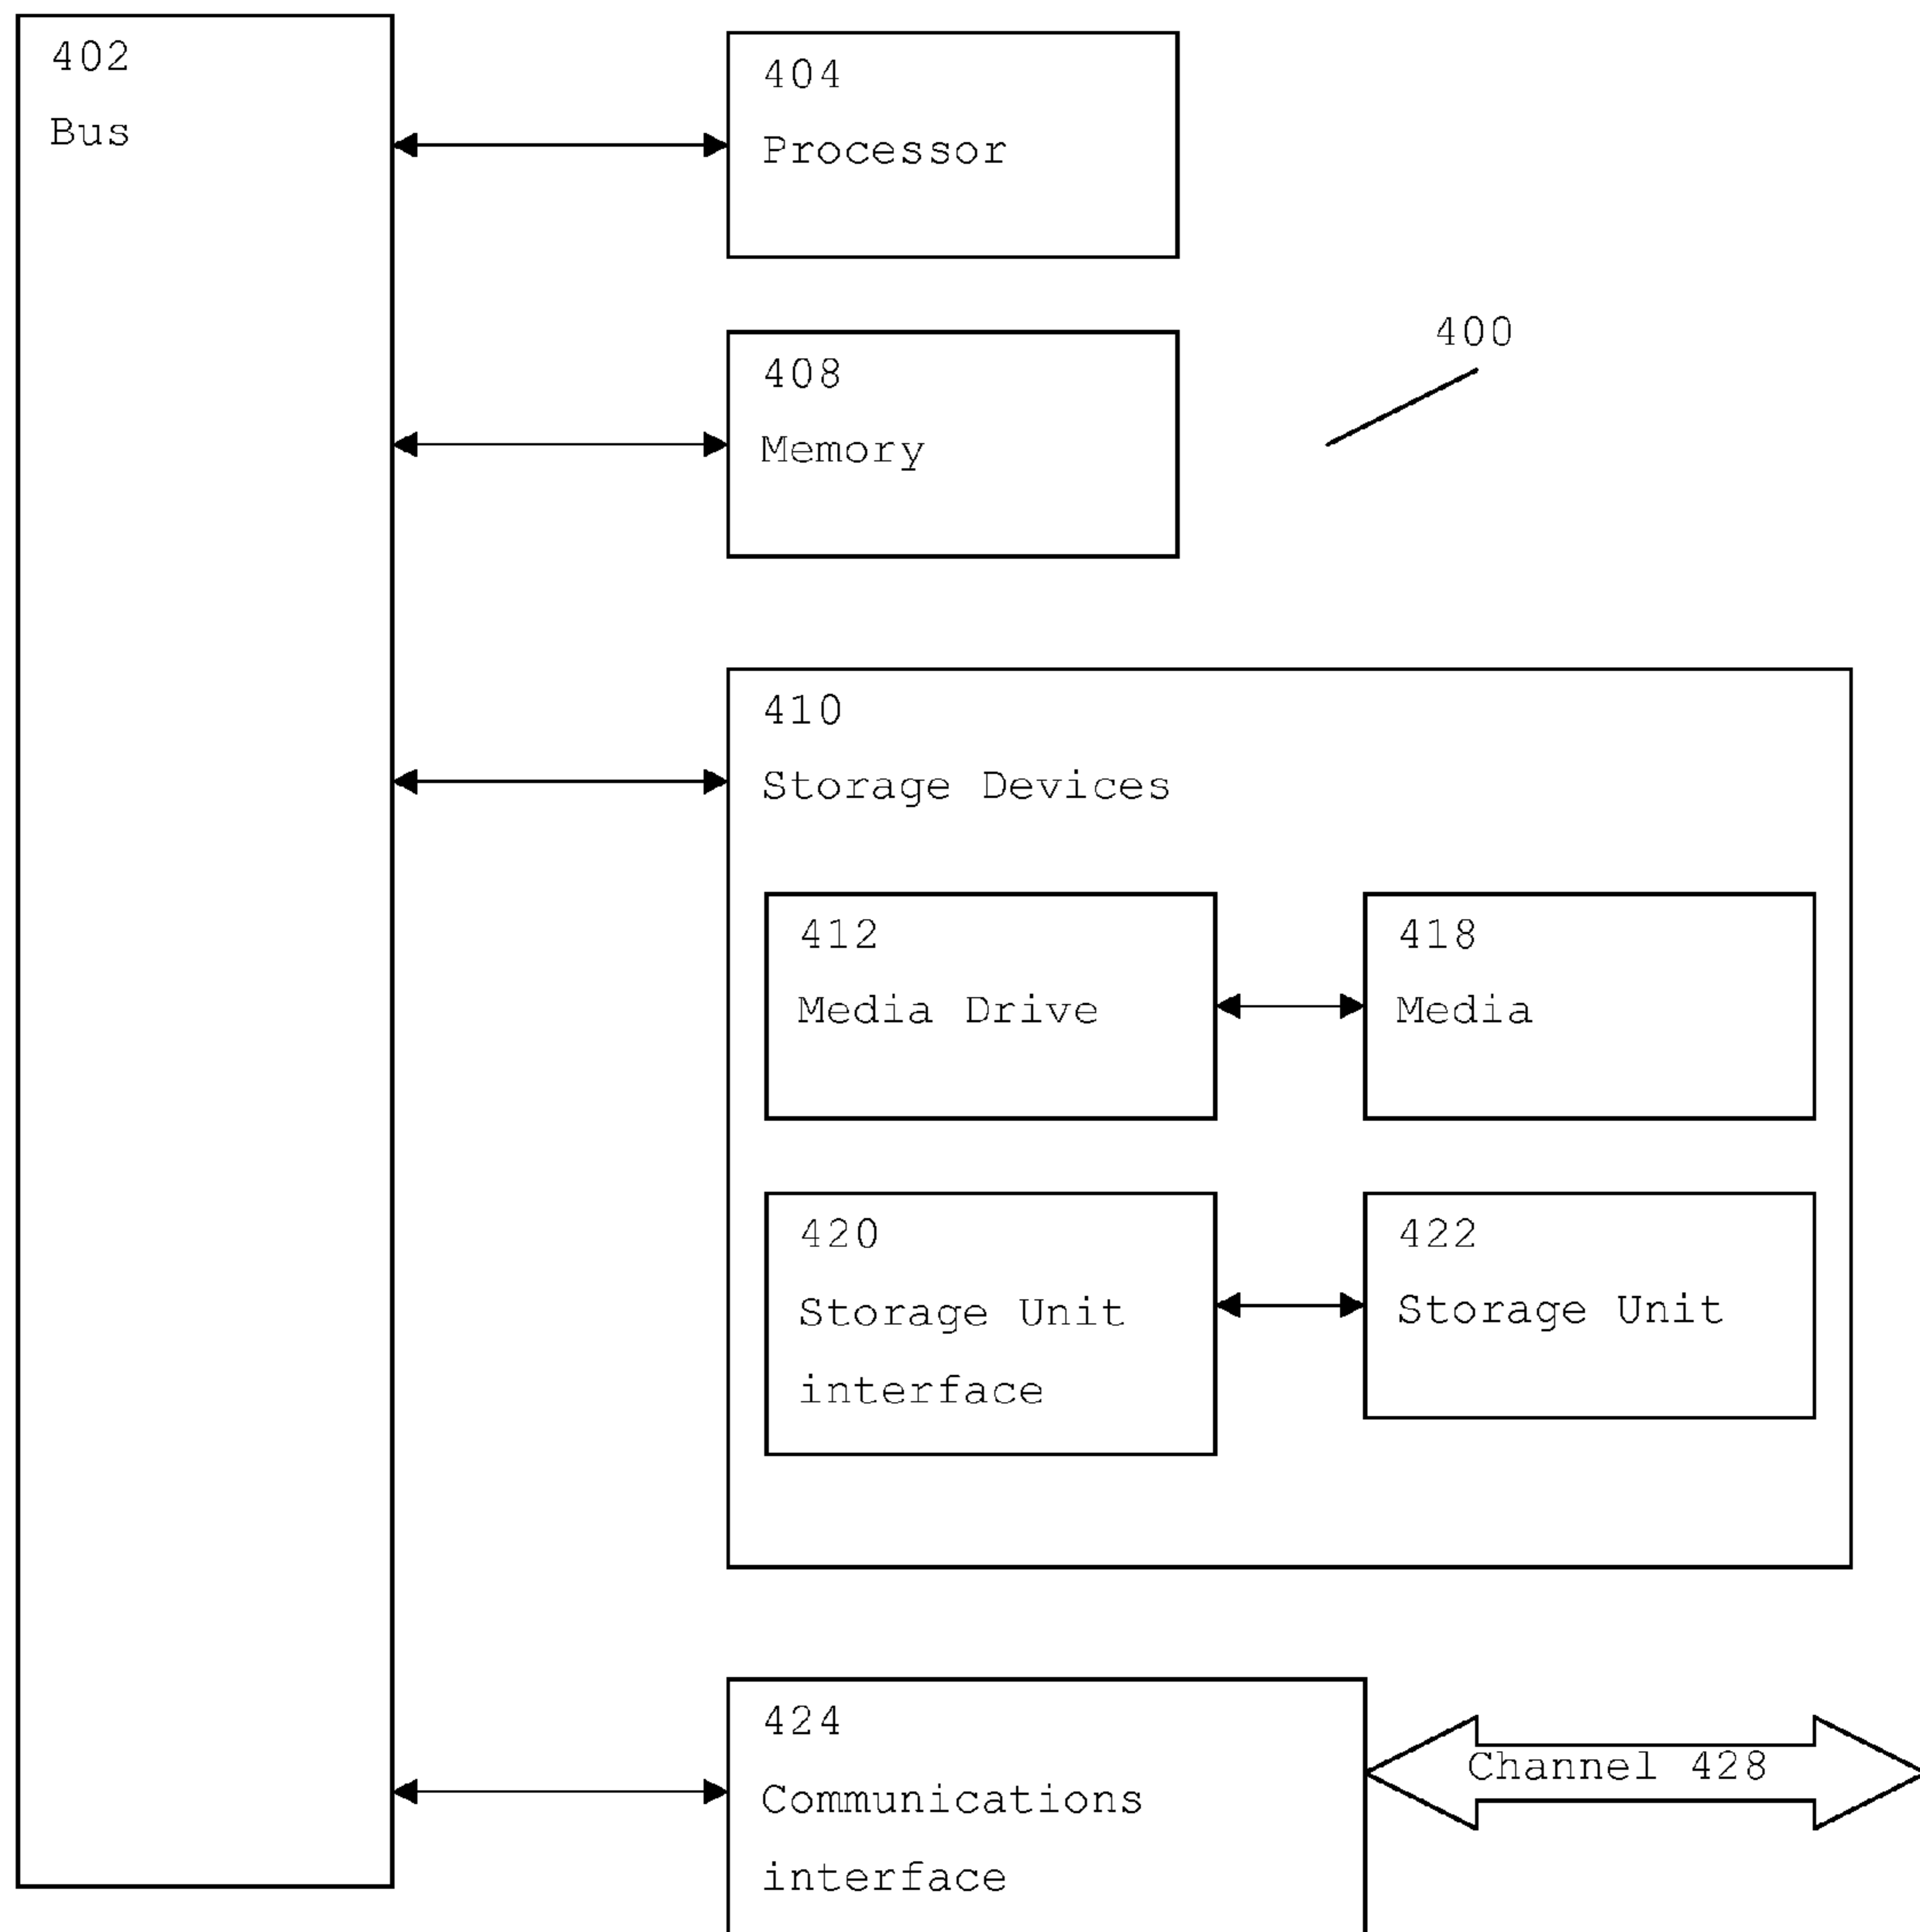 402
Bus
404
Processor
400
408
Memory
410
Storage Devices
412
Media Drive
418
Media
420
Storage Unit
interface
422
Storage Unit
424
Communications
interface
Channel 428